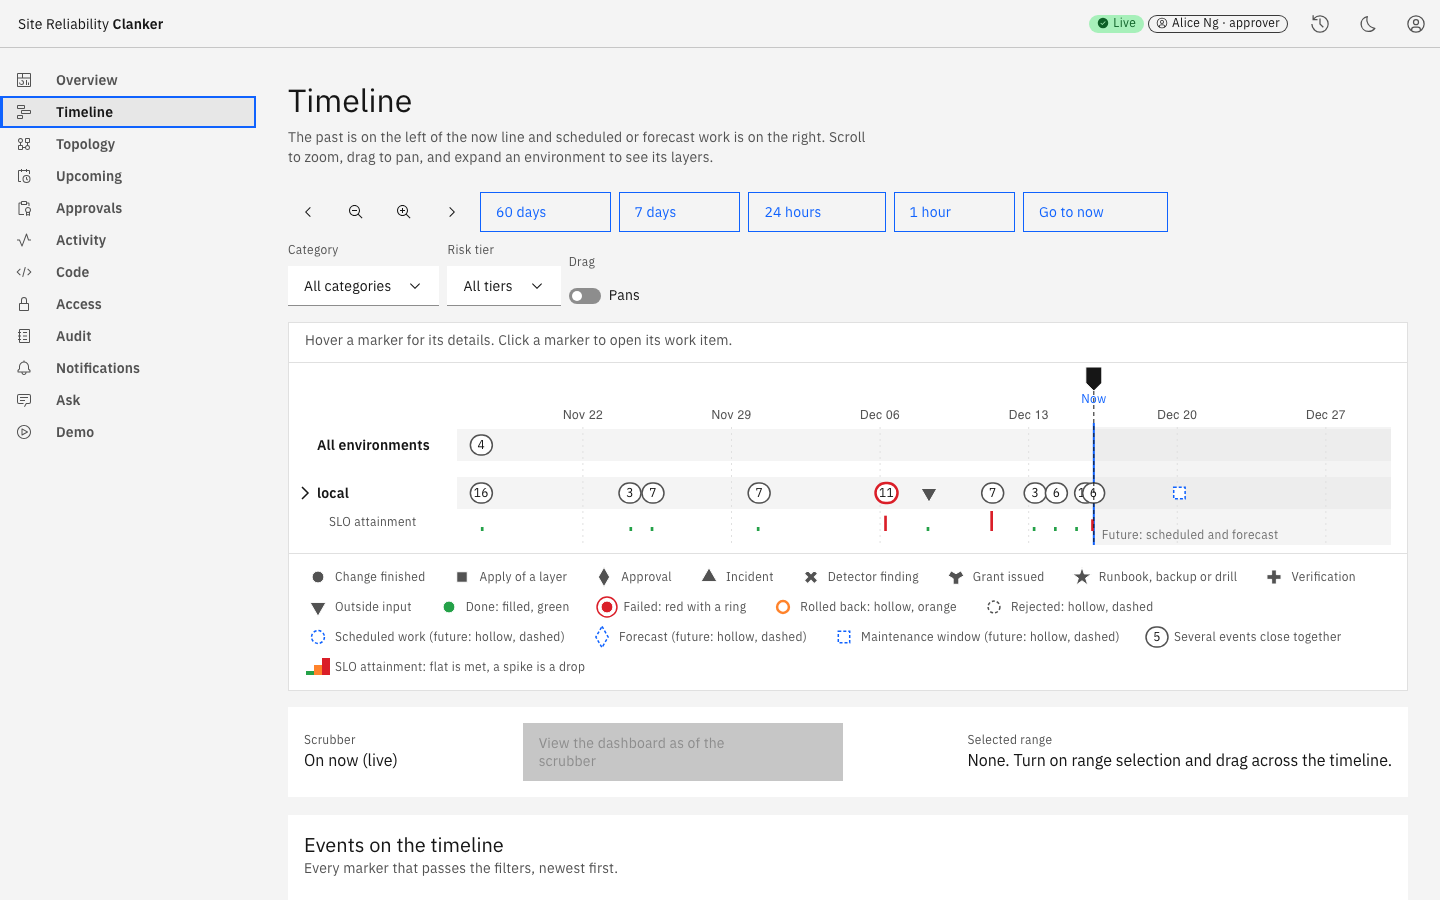 Site Reliability Clanker
Live
Alice Ng · approver
Overview
Timeline
Topology
Upcoming
Approvals
Activity
Code
Access
Audit
Notifications
Ask
Demo
Timeline
The past is on the left of the now line and scheduled or forecast work is on the right. Scroll
to zoom, drag to pan, and expand an environment to see its layers.
60 days
7 days
24 hours
1 hour
Go to now
Category
Risk tier
Drag
All categories
All tiers
Pans
Hover a marker for its details. Click a marker to open its work item.
Now
Nov 22
Nov 29
Dec 06
Dec 13
Dec 20
Dec 27
All environments
4
local
16
3
7
7
11
7
3
6
6
SLO attainment
Future: scheduled and forecast
Change finished
Apply of a layer
Approval
Incident
Detector finding
Grant issued
Runbook, backup or drill
Verification
Outside input
Done: filled, green
Failed: red with a ring
Rolled back: hollow, orange
Rejected: hollow, dashed
Scheduled work (future: hollow, dashed)
Forecast (future: hollow, dashed)
Maintenance window (future: hollow, dashed)
5
Several events close together
SLO attainment: flat is met, a spike is a drop
Scrubber
On now (live)
View the dashboard as of the
scrubber
Selected range
None. Turn on range selection and drag across the timeline.
Events on the timeline
Every marker that passes the filters, newest first.